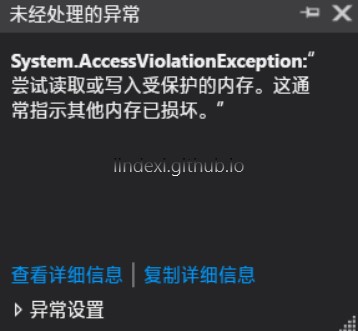 未经处理的异常
System.AccessViolationException:“
尝试读取或写入受保护的内存。这通
常指示其他内存已损坏。”
lindexi.github.io
查看详细信息 | 复制详细信息
异常设置